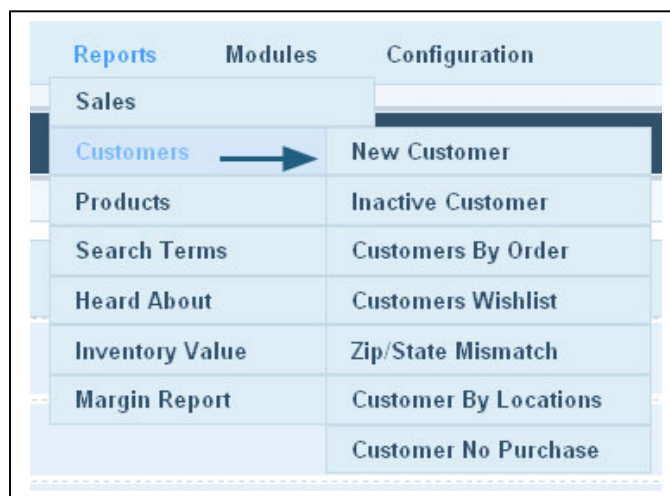 Reports Modules Configuration
Sales
Customers New Customer
Products Inactive Customer
Search Terms Customers By Order
Heard About Customers Wishlist
Inventory Value Zip/State Mismatch
Margin Report Customer By Locations
Customer No Purchase